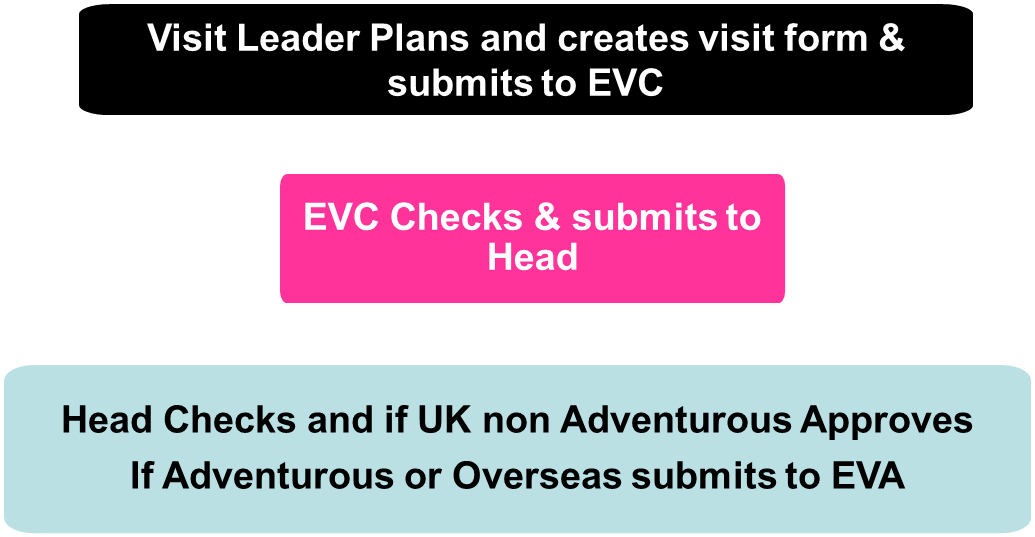 Visit Leader Plans and creates visit form &
submits to EVC
EVC Checks & submits to
Head
Head Checks and if UK non Adventurous Approves
If Adventurous or Overseas submits to EVA